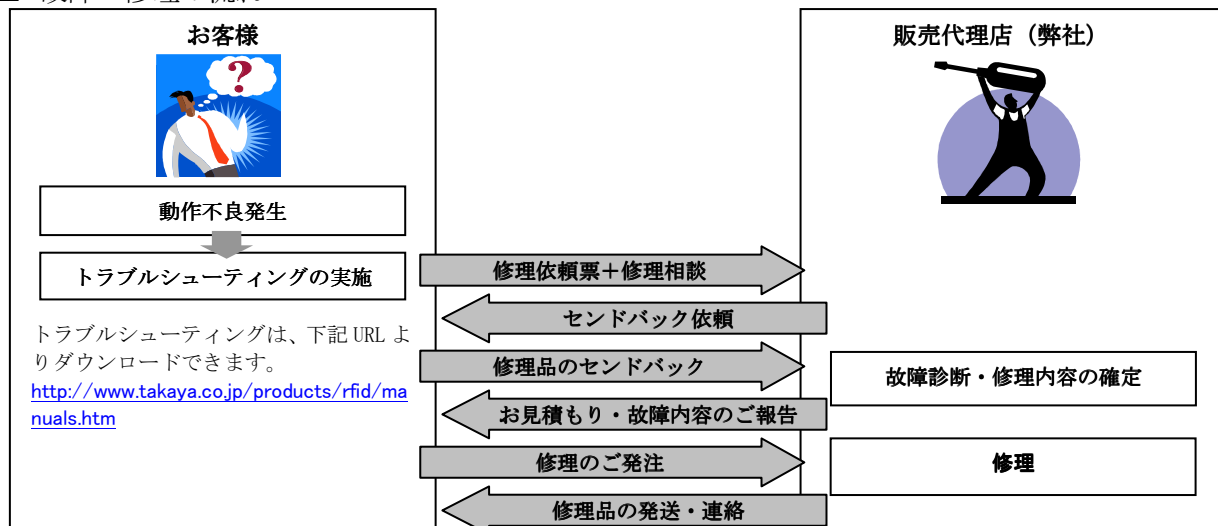 お客様
販売代理店（弊社）
動作不良発生
トラブルシューティングの実施
トラブルシューティングは、下記 URL よ
りダウンロードできます。
http://www.takaya.co.jp/products/rfid/ma
nuals.htm
修理依頼票＋修理相談
センドバック依頼
修理品のセンドバック
お見積もり・故障内容のご報告
修理のご発注
修理品の発送・連絡
故障診断・修理内容の確定
修理
?